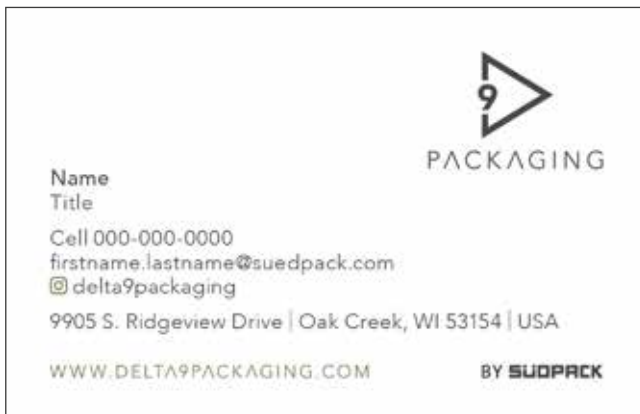 9
PACKAGING
Name
Title
Cell 000-000-0000
firstname.lastname@suedpack.com
delta9packaging
9905 S. Ridgeview Drive | Oak Creek, WI 53154 | USA
WWW.DELTA9PACKAGING.COM
BY SÜDPACK